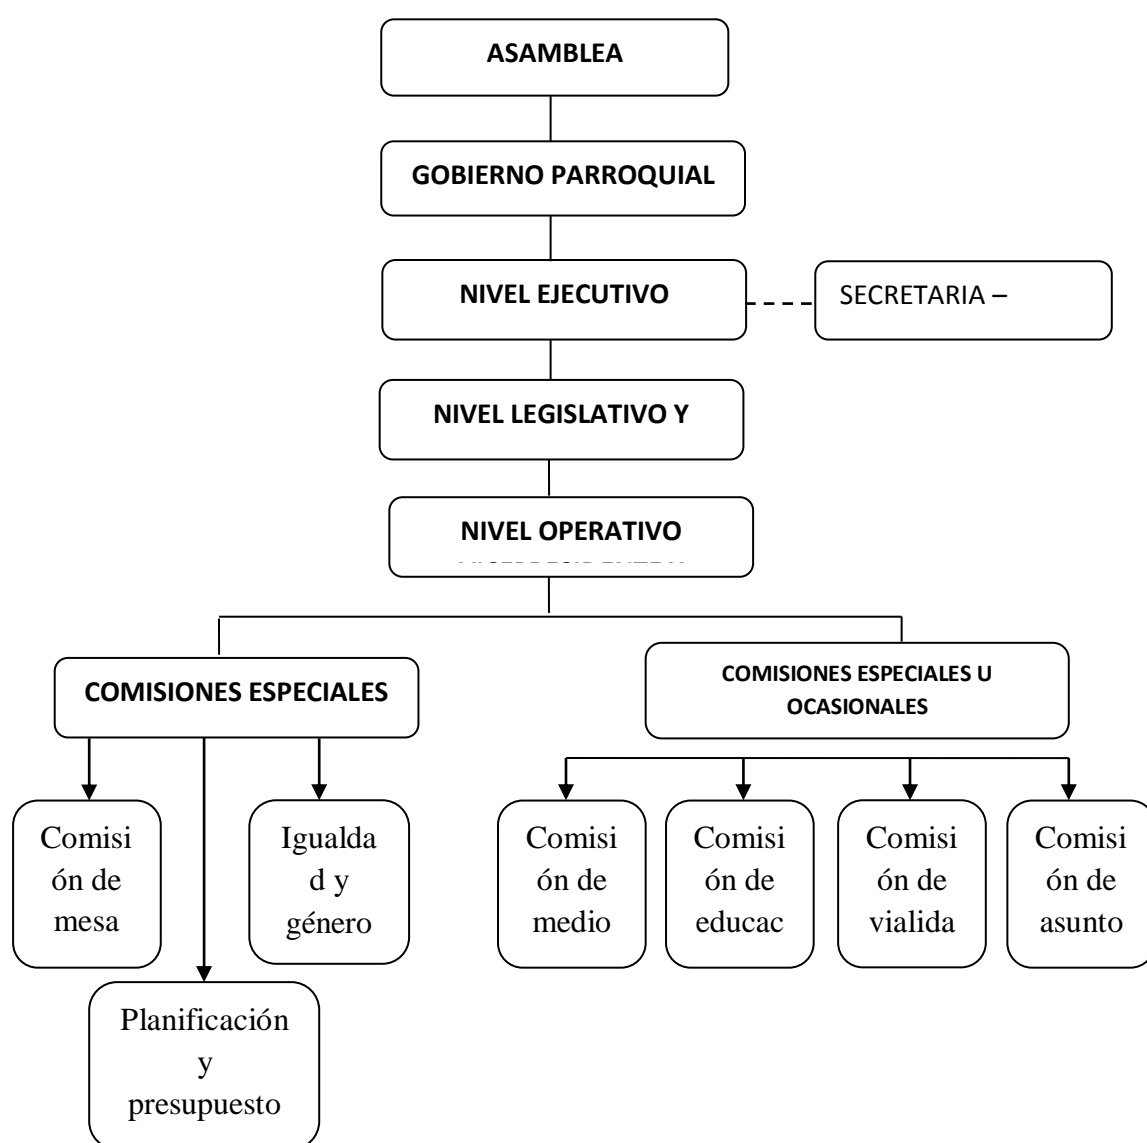 ASAMBLEA
GOBIERNO PARROQUIAL
NIVEL EJECUTIVO
SECRETARIA –
NIVEL LEGISLATIVO Y
NIVEL OPERATIVO
COMISIONES ESPECIALES
COMISIONES ESPECIALES U
OCASIONALES
Comisi
ón de
mesa
Igualda
d y
género
Comisi
ón de
medio
Comisi
ón de
educac
Comisi
ón de
vialida
Comisi
ón de
asunto
Planificación
y
presupuesto